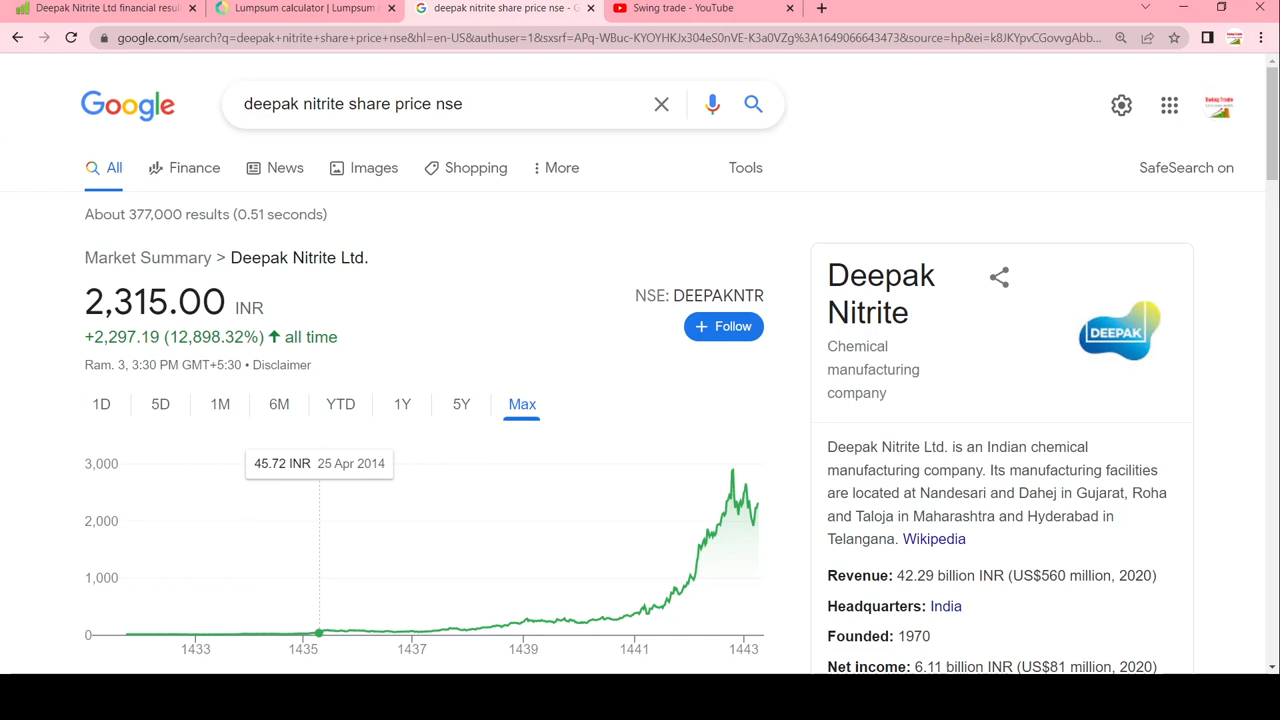 Deepak Nitrite Ltd financial resul
Lumpsum calculator | Lumpsum
deepak nitrite share price nse - G
Swing trade - YouTube
google.com/search?q=deepak+nitrite+share+price+nse&hl=en-US&authuser=1&sxsrf=APq-WBuc-KYOYHKJx304eS0nVE-K3a0VZg%3A1649066643473&source=hp&ei=k8JKYpvCGovvgAbb...
Google
deepak nitrite share price nse
All
Finance
News
Images
Shopping
More
Tools
SafeSearch on
About 377,000 results (0.51 seconds)
Market Summary > Deepak Nitrite Ltd.
2,315.00 INR
NSE: DEEPAKNTR
+ Follow
+2,297.19 (12,898.32%) ↑ all time
Ram. 3, 3:30 PM GMT+5:30 • Disclaimer
1D
5D
1M
6M
YTD
1Y
5Y
Max
45.72 INR 25 Apr 2014
3,000
2,000
1,000
0
1433
1435
1437
1439
1441
1443
Deepak
Nitrite
DEEPAK
Chemical
manufacturing
company
Deepak Nitrite Ltd. is an Indian chemical
manufacturing company. Its manufacturing facilities
are located at Nandesari and Dahej in Gujarat, Roha
and Taloja in Maharashtra and Hyderabad in
Telangana. Wikipedia
Revenue: 42.29 billion INR (US$560 million, 2020)
Headquarters: India
Founded: 1970
Net income: 6.11 billion INR (US$81 million, 2020)